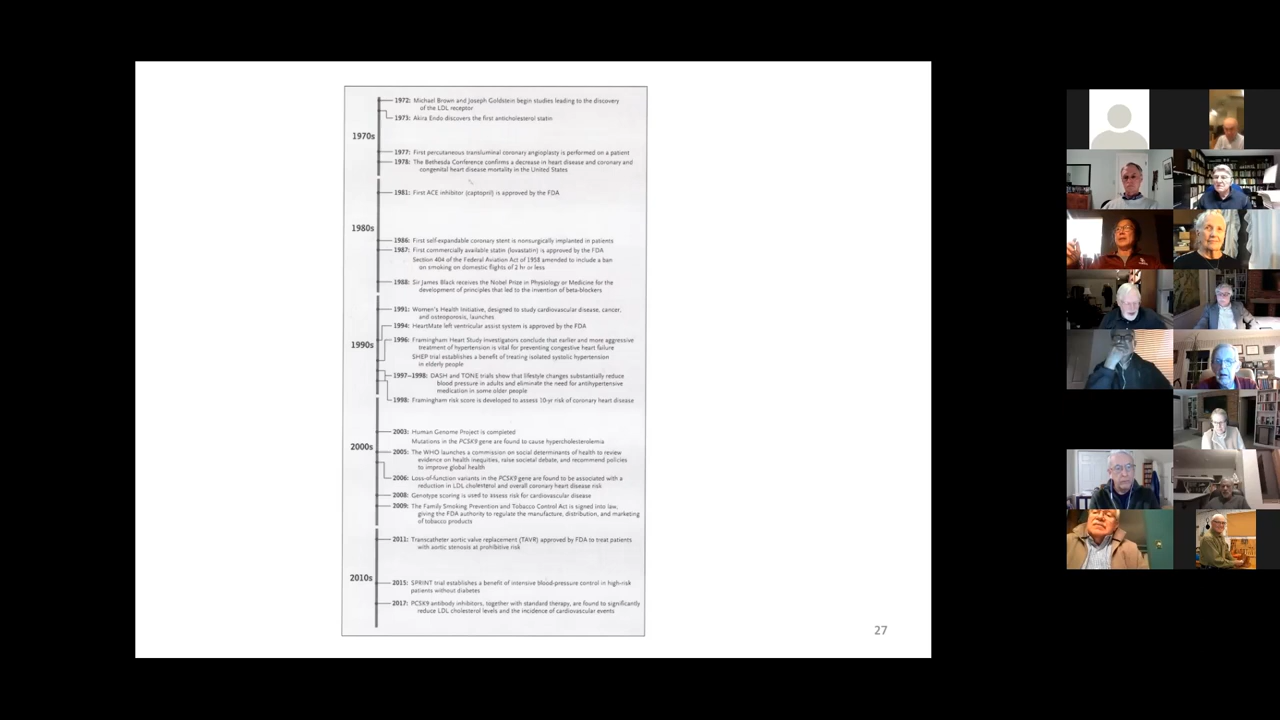 1972: Michael Brown and Joseph Goldstein begin studies leading to the discovery
of the LDL receptor
1973: Akira Endo discovers the first anticholesterol statin
1970s
1977: First percutaneous transluminal coronary angioplasty is performed on a patient
1978: The Bethesda Conference confirms a decrease in heart disease and coronary and
congenital heart disease mortality in the United States
1981: First ACE inhibitor (captopril) is approved by the FDA
1980s
1986: First self-expandable coronary stent is nonsurgically implanted in patients
1987: First commercially available statin (lovastatin) is approved by the FDA
Section 404 of the Federal Aviation Act of 1958 amended to include a ban
on smoking on domestic flights of 2 hr or less
1988: Sir James Black receives the Nobel Prize in Physiology or Medicine for the
development of principles that led to the invention of beta-blockers
1991: Women's Health Initiative, designed to study cardiovascular disease, cancer,
and osteoporosis, launches
1994: HeartMate left ventricular assist system is approved by the FDA
1996: Framingham Heart Study investigators conclude that earlier and more aggressive
treatment of hypertension is vital for preventing congestive heart failure
1990s
SHEP trial establishes a benefit of treating isolated systolic hypertension
in elderly people
1997–1998: DASH and TONE trials show that lifestyle changes substantially reduce
blood pressure in adults and eliminate the need for antihypertensive
medication in some older people
1998: Framingham risk score is developed to assess 10-yr risk of coronary heart disease
2003: Human Genome Project is completed
Mutations in the PCSK9 gene are found to cause hypercholesterolemia
2000s
2005: The WHO launches a commission on social determinants of health to review
evidence on health inequities, raise societal debate, and recommend policies
to improve global health
2006: Loss-of-function variants in the PCSK9 gene are found to be associated with a
reduction in LDL cholesterol and overall coronary heart disease risk
2008: Genotype scoring is used to assess risk for cardiovascular disease
2009: The Family Smoking Prevention and Tobacco Control Act is signed into law,
giving the FDA authority to regulate the manufacture, distribution, and marketing
of tobacco products
2011: Transcatheter aortic valve replacement (TAVR) approved by FDA to treat patients
with aortic stenosis at prohibitive risk
2010s
2015: SPRINT trial establishes a benefit of intensive blood-pressure control in high-risk
patients without diabetes
2017: PCSK9 antibody inhibitors, together with standard therapy, are found to significantly
reduce LDL cholesterol levels and the incidence of cardiovascular events
27